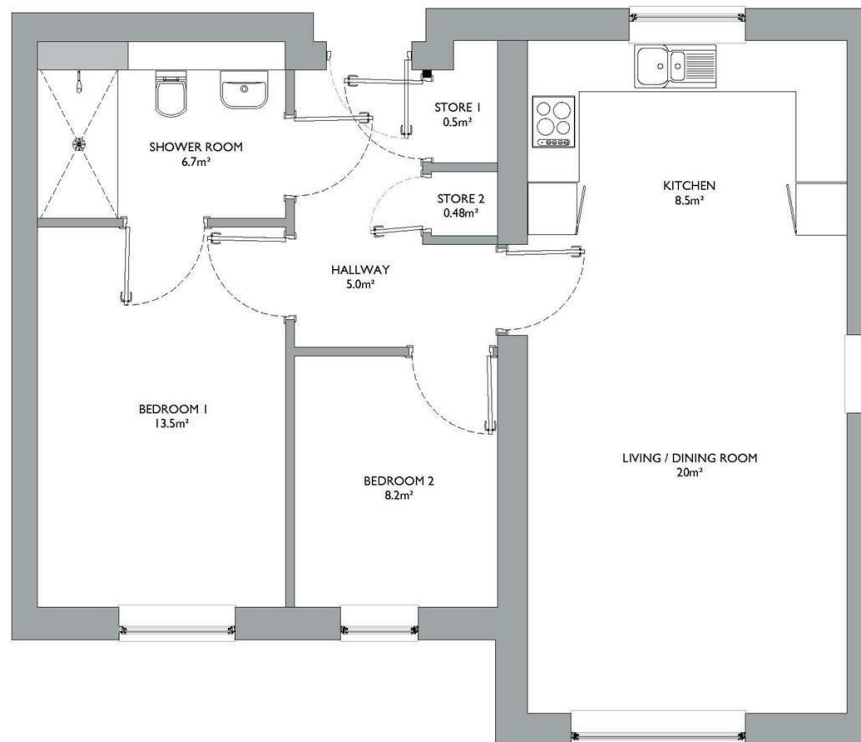 STORE 1
0.5m²
SHOWER ROOM
6.7m²
KITCHEN
8.5m²
STORE 2
0.48m²
HALLWAY
5.0m²
BEDROOM 1
13.5m²
LIVING / DINING ROOM
20m²
BEDROOM 2
8.2m²